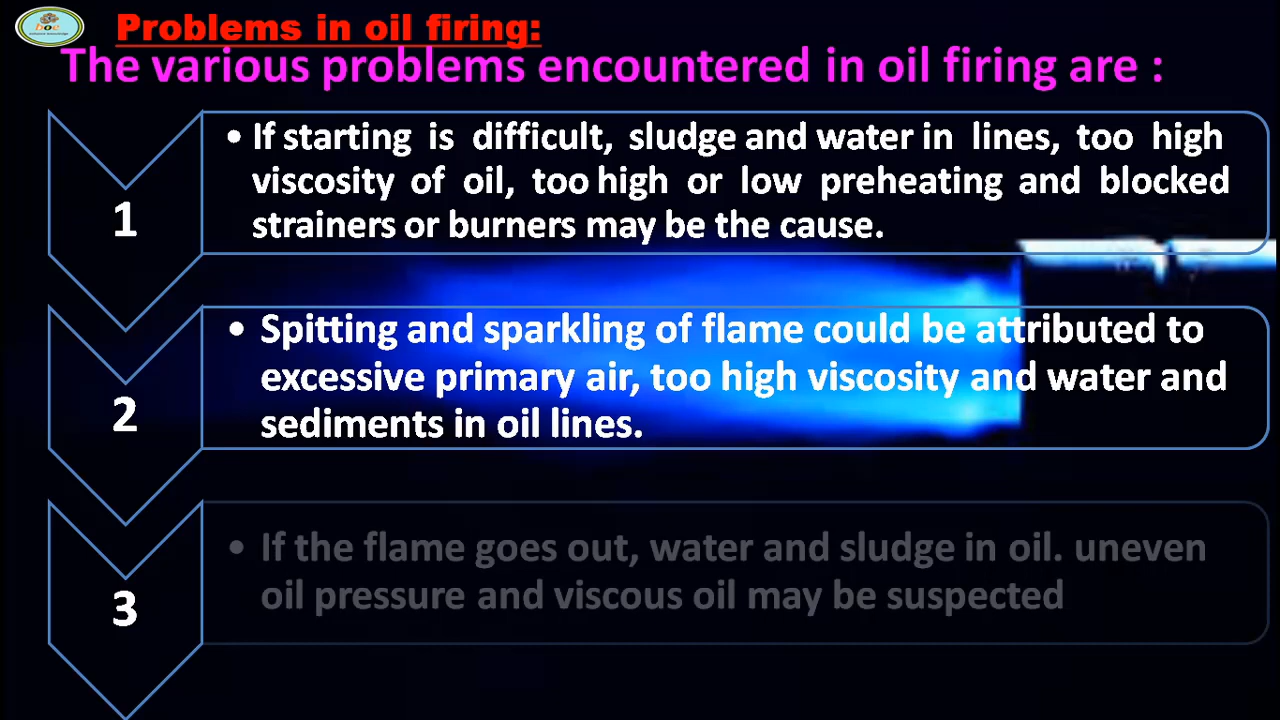 Problems in oil firing:
The various problems encountered in oil firing are :
1
• If starting is difficult, sludge and water in lines, too high
viscosity of oil, too high or low preheating and blocked
strainers or burners may be the cause.
2
• Spitting and sparkling of flame could be attributed to
excessive primary air, too high viscosity and water and
sediments in oil lines.
3
• If the flame goes out, water and sludge in oil. uneven
oil pressure and viscous oil may be suspected